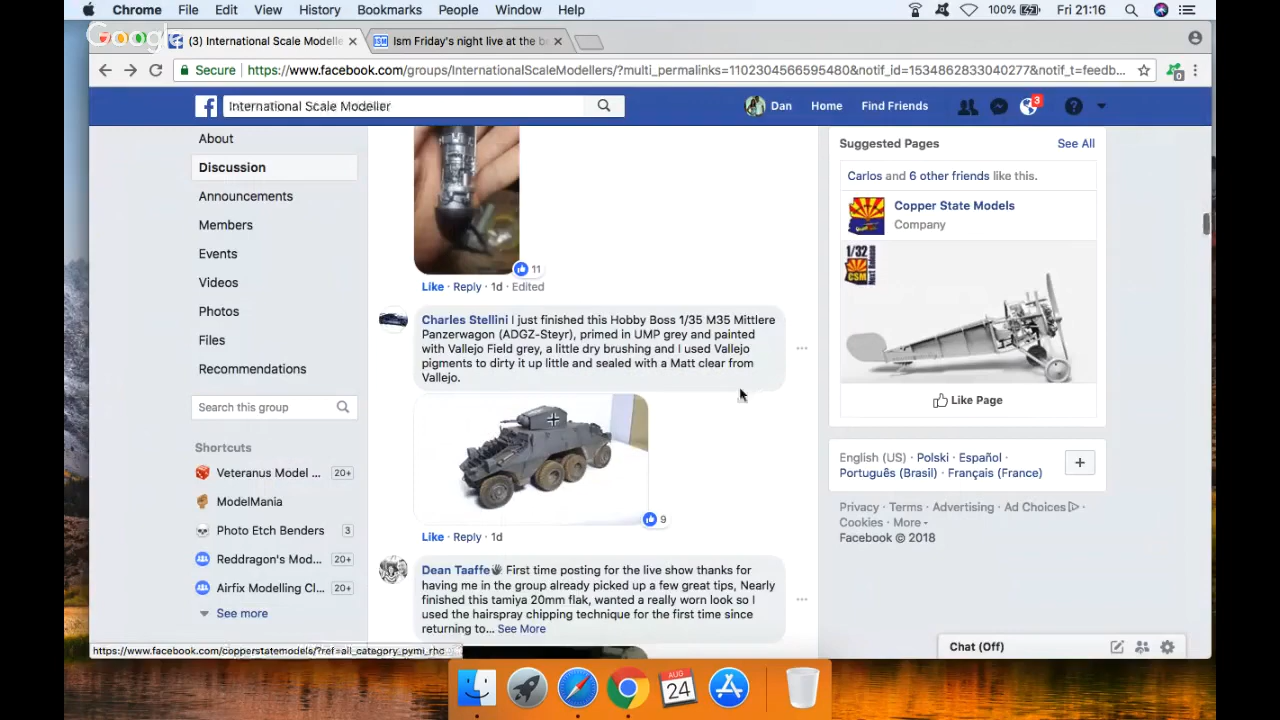 Chrome File Edit View History Bookmarks People Window Help 100% Fri 21:16
Google
(3) International Scale Modelle
Ism Friday's night live at the be
Secure https://www.facebook.com/groups/InternationalScaleModellers/?multi_permalinks=1102304566595480&notif_id=1534862833040277&notif_t=feedb...
0
International Scale Modeller
Dan Home Find Friends 3
About
Discussion
Announcements
Members
Events
Videos
Photos
Files
Recommendations
Search this group
Shortcuts
Veteranus Model ... 20+
ModelMania
Photo Etch Benders 3
Reddragon's Mod... 20+
Airfix Modelling Cl... 20+
See more
11
Like · Reply · 1d · Edited
Charles Stellini I just finished this Hobby Boss 1/35 M35 Mittlere
Panzerwagon (ADGZ-Steyr), primed in UMP grey and painted
with Vallejo Field grey, a little dry brushing and I used Vallejo
pigments to dirty it up little and sealed with a Matt clear from
Vallejo.
9
Like · Reply · 1d
Dean Taaffe First time posting for the live show thanks for
having me in the group already picked up a few great tips, Nearly
finished this tamiya 20mm flak, wanted a really worn look so I
used the hairspray chipping technique for the first time since
returning to... See More
Suggested Pages See All
Carlos and 6 other friends like this.
Copper State Models
Company
1/32
CSM
Like Page
English (US) · Polski · Español ·
Português (Brasil) · Français (France)
Privacy · Terms · Advertising · Ad Choices ·
Cookies · More
Facebook © 2018
Chat (Off)
https://www.facebook.com/copperstatemodels/?ref=all_category_pymi_rhc
AUG
24